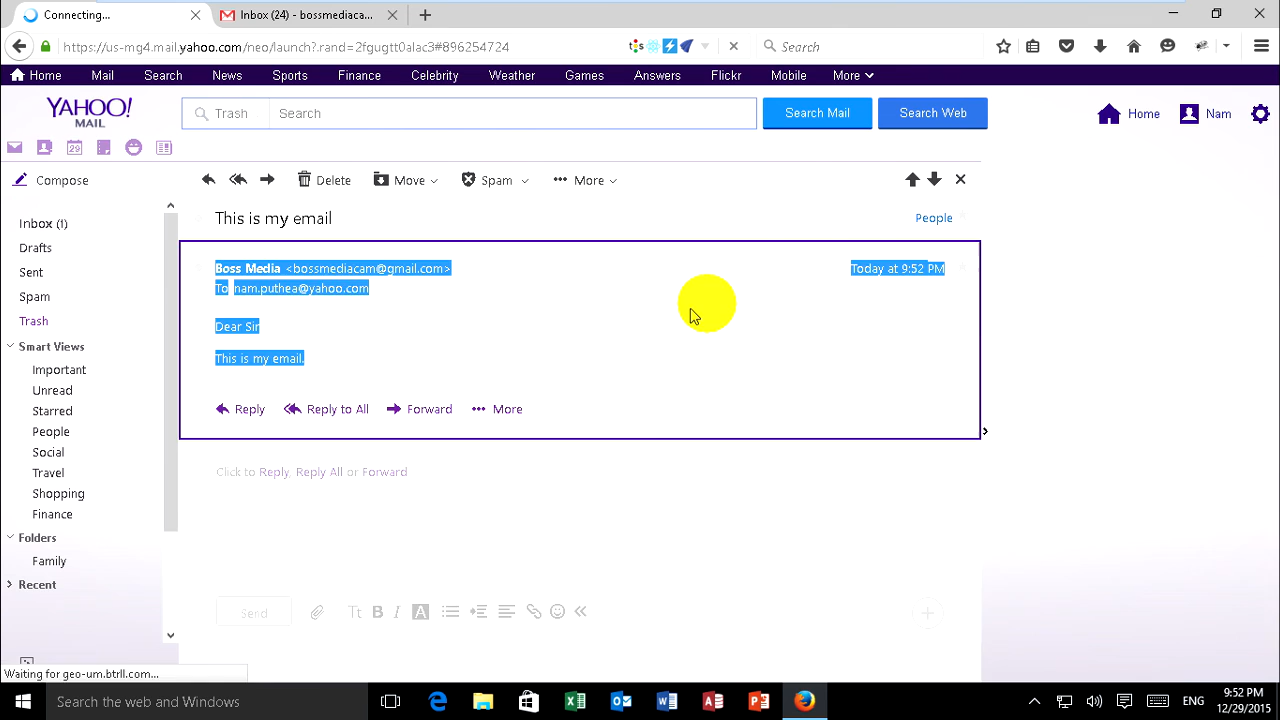 Connecting...
Inbox (24) - bossmediaca...
https://us-mg4.mail.yahoo.com/neo/launch?.rand=2fgugtt0alac3#896254724
Search
Home Mail Search News Sports Finance Celebrity Weather Games Answers Flickr Mobile More
YAHOO!
MAIL
Trash Search Search Mail Search Web Home Nam
29
Compose Delete Move Spam More
Inbox (1)
This is my email People
Drafts
Sent
Spam
Trash
Smart Views
Important
Unread
Starred
People
Social
Travel
Shopping
Finance
Folders
Family
Recent
Boss Media <bossmediacam@gmail.com> Today at 9:52 PM
To nam.puthea@yahoo.com
Dear Sir
This is my email.
Reply Reply to All Forward More
Click to Reply, Reply All or Forward
Send Tt B I A
Waiting for geo-um.btrll.com...
Search the web and Windows
ENG
9:52 PM
12/29/2015